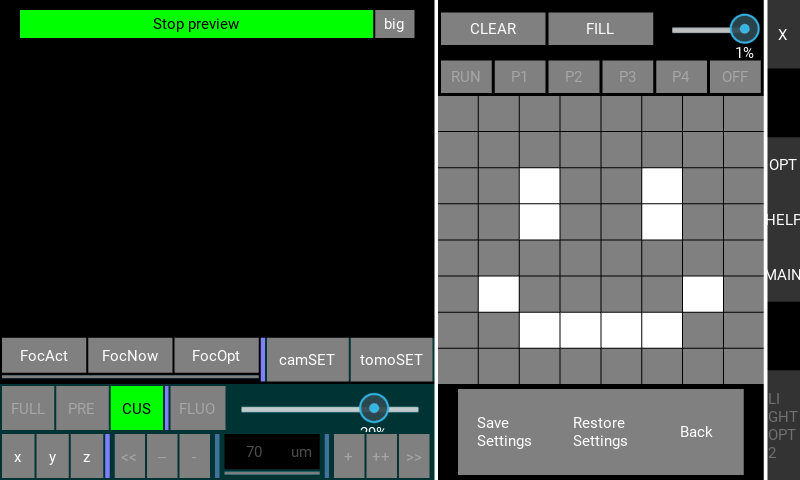 Stop preview
big
CLEAR
FILL
1%
X
RUN
P1
P2
P3
P4
OFF
OPT
HELP
MAIN
FocAct
FocNow
FocOpt
camSET
tomoSET
FULL
PRE
CUS
FLUO
20%
x
y
z
<<
--
-
70
um
+
++
>>
Save
Settings
Restore
Settings
Back
LI
GHT
OPT
2